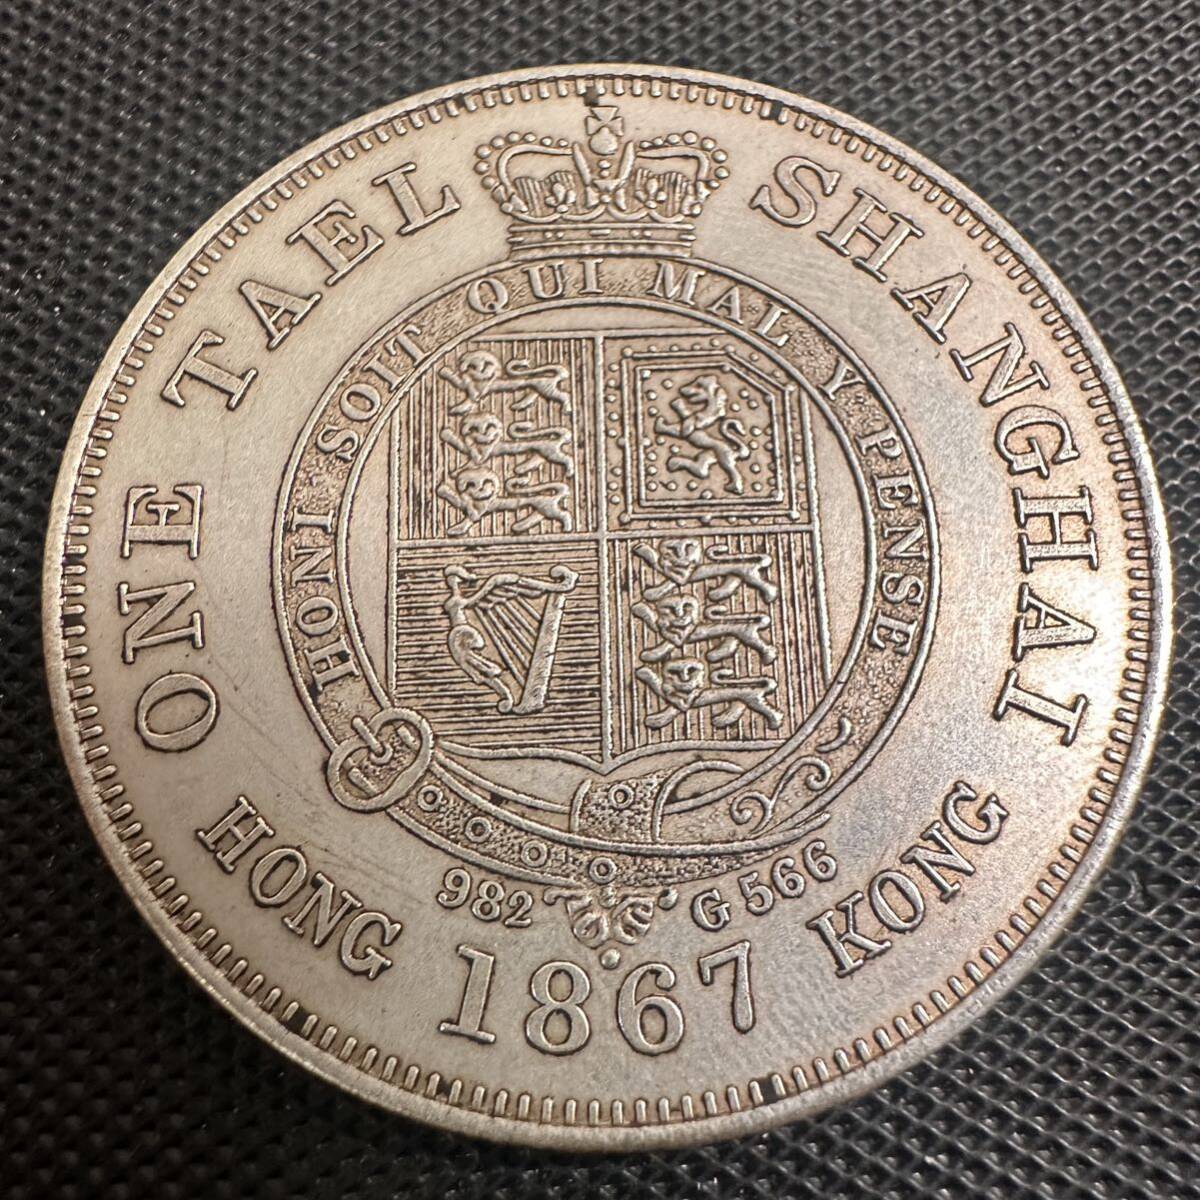 ONE TAEL SHANGHAI
HONI SOIT QUI MAL Y PENSE
982 G 566
HONG KONG
1867